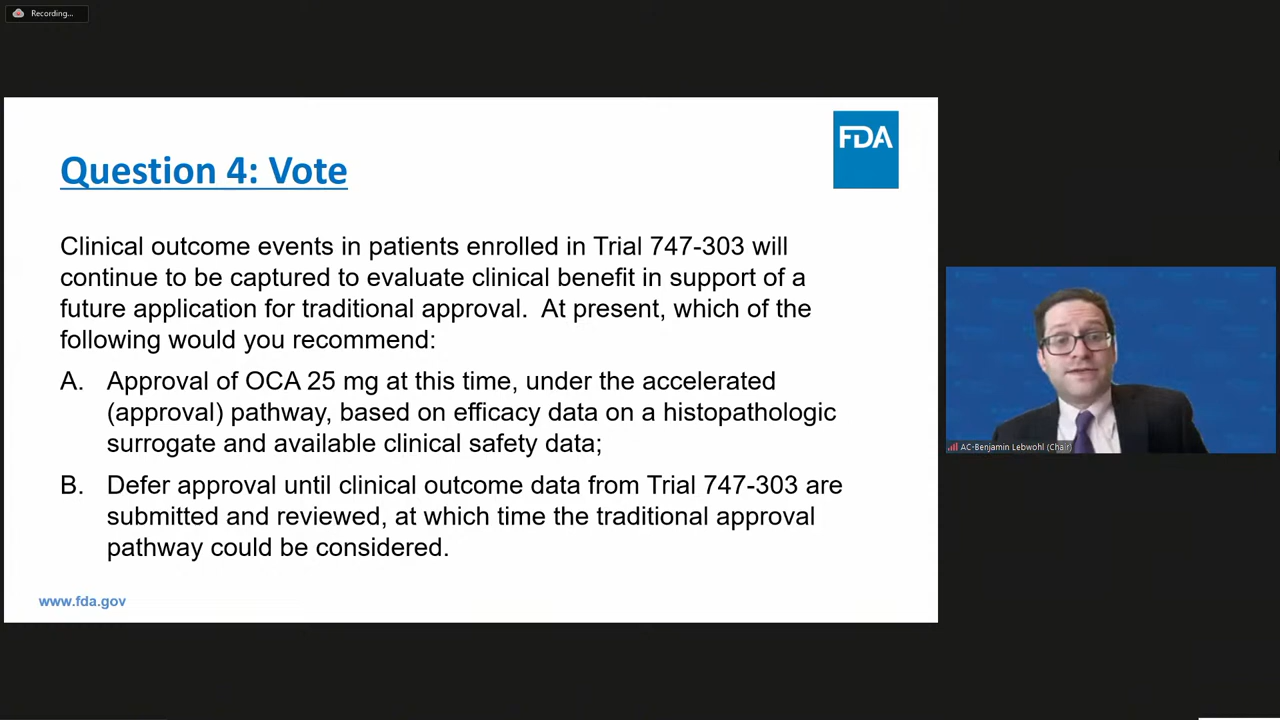 Recording...
FDA
Question 4: Vote
Clinical outcome events in patients enrolled in Trial 747-303 will
continue to be captured to evaluate clinical benefit in support of a
future application for traditional approval.  At present, which of the
following would you recommend:
A. Approval of OCA 25 mg at this time, under the accelerated
(approval) pathway, based on efficacy data on a histopathologic
surrogate and available clinical safety data;
B. Defer approval until clinical outcome data from Trial 747-303 are
submitted and reviewed, at which time the traditional approval
pathway could be considered.
www.fda.gov
AC-Benjamin Lebwohl (Chair)